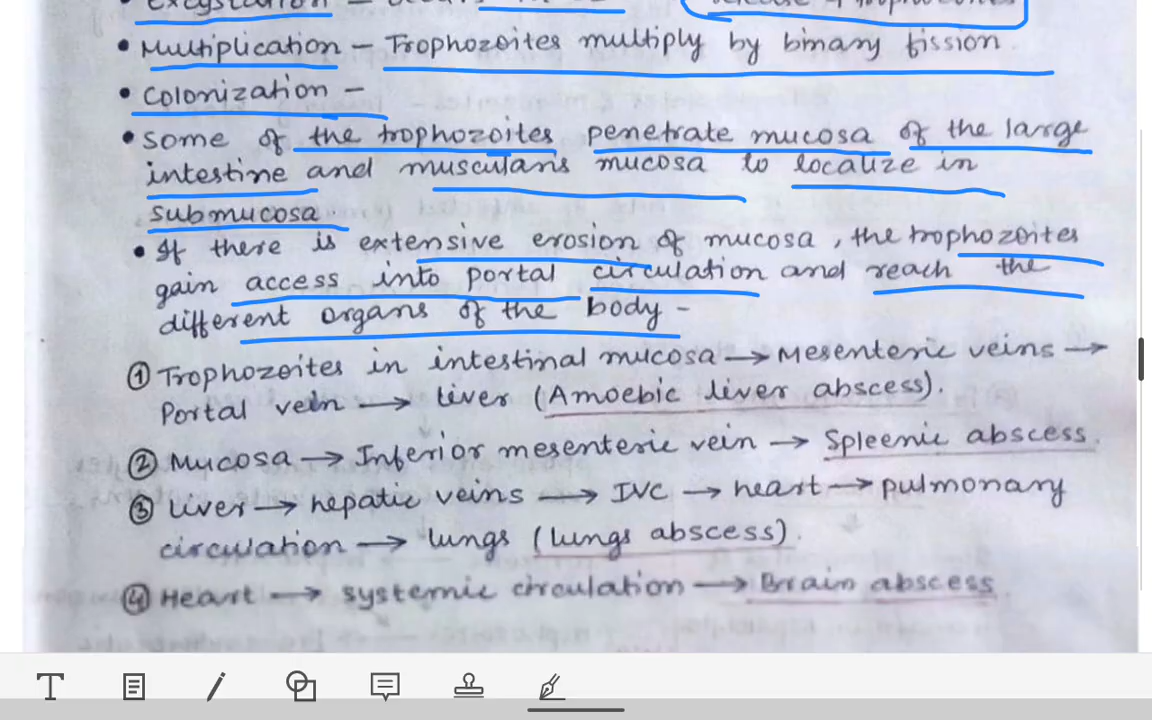 • Excystation –
• Multiplication – Trophozoites multiply by binary fission
• Colonization –
• Some of the trophozoites penetrate mucosa of the large
intestine and muscularis mucosa to localize in
submucosa.
• If there is extensive erosion of mucosa, the trophozoites
gain access into portal circulation and reach the
different organs of the body –
① Trophozoites in intestinal mucosa → Mesenteric veins →
Portal vein → liver (Amoebic liver abscess).
② Mucosa → Inferior mesenteric vein → Spleenic abscess.
③ Liver → hepatic veins → IVC → heart → pulmonary
circulation → lungs (lungs abscess).
④ Heart → systemic circulation → Brain abscess
T